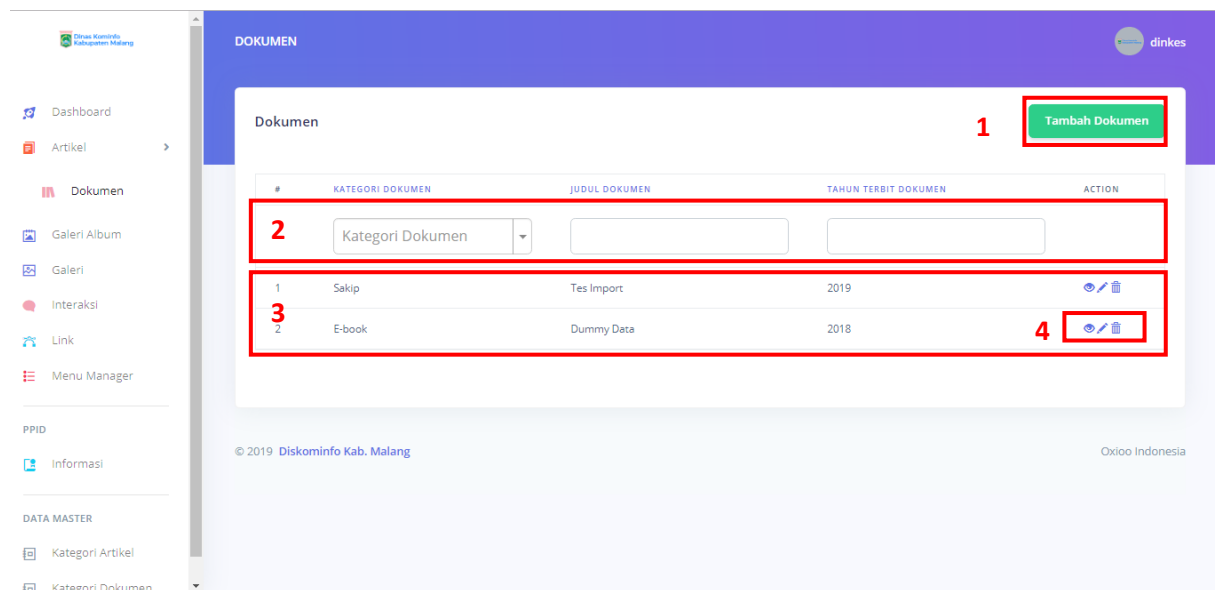 Dinas Kominfo
Kabupaten Malang
DOKUMEN
dinkes
Dashboard
Artikel
Dokumen
Galeri Album
Galeri
Interaksi
Link
Menu Manager
PPID
Informasi
DATA MASTER
Kategori Artikel
Kategori Dokumen
Dokumen
1
Tambah Dokumen
# KATEGORI DOKUMEN JUDUL DOKUMEN TAHUN TERBIT DOKUMEN ACTION
2 Kategori Dokumen
1 Sakip Tes Import 2019
3
2 E-book Dummy Data 2018 4
© 2019 Diskominfo Kab. Malang
Oxioo Indonesia